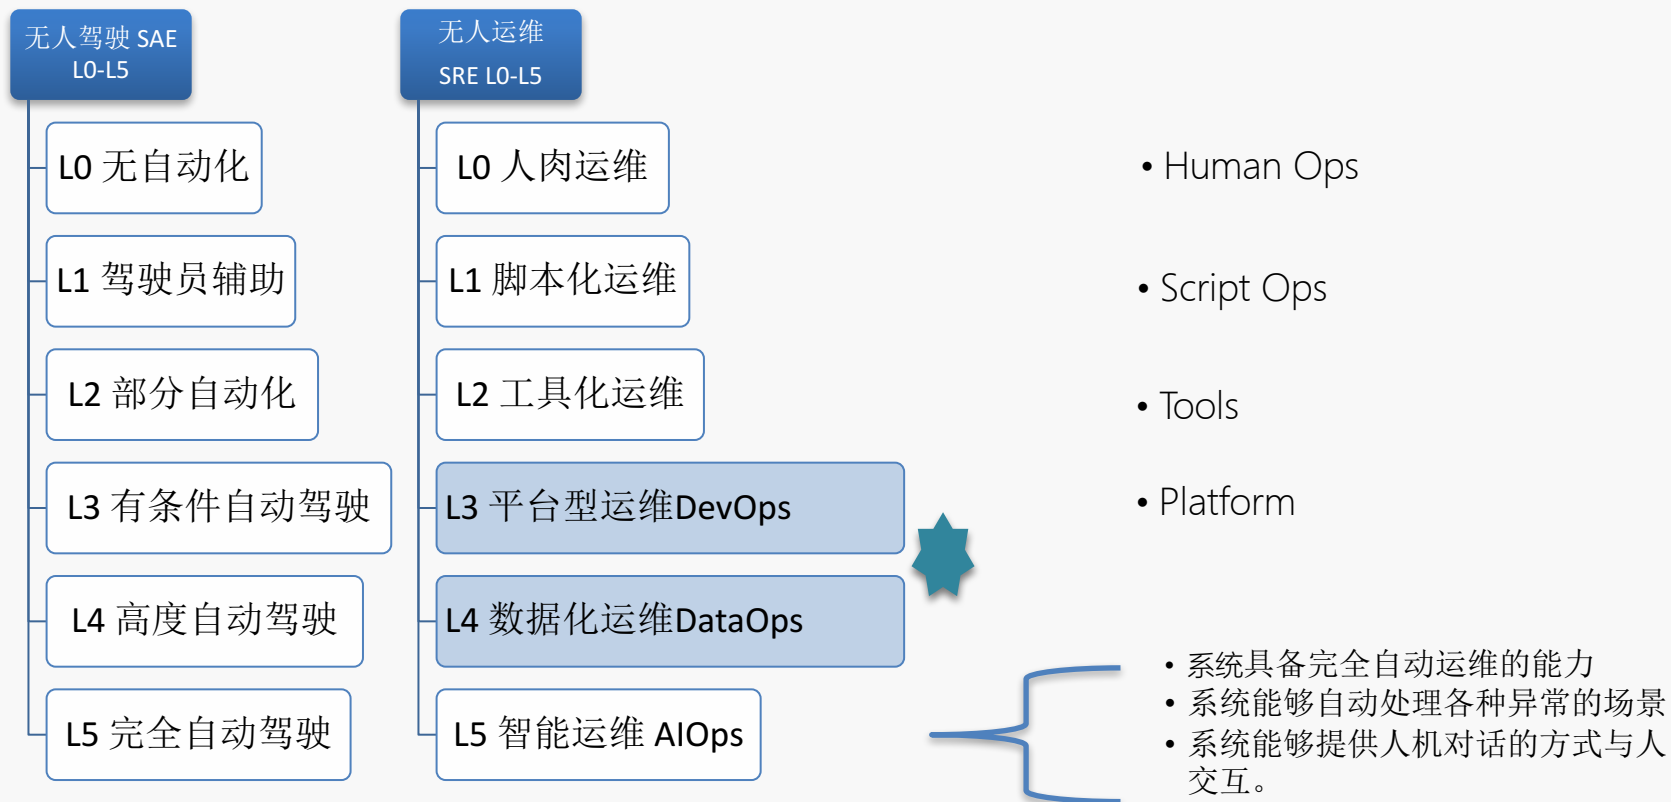 无人驾驶 SAE
L0-L5
L0 无自动化
L1 驾驶员辅助
L2 部分自动化
L3 有条件自动驾驶
L4 高度自动驾驶
L5 完全自动驾驶
无人运维
SRE L0-L5
L0 人肉运维
L1 脚本化运维
L2 工具化运维
L3 平台型运维DevOps
L4 数据化运维DataOps
L5 智能运维 AIOps
• Human Ops
• Script Ops
• Tools
• Platform
• 系统具备完全自动运维的能力
• 系统能够自动处理各种异常的场景
• 系统能够提供人机对话的方式与人
交互。